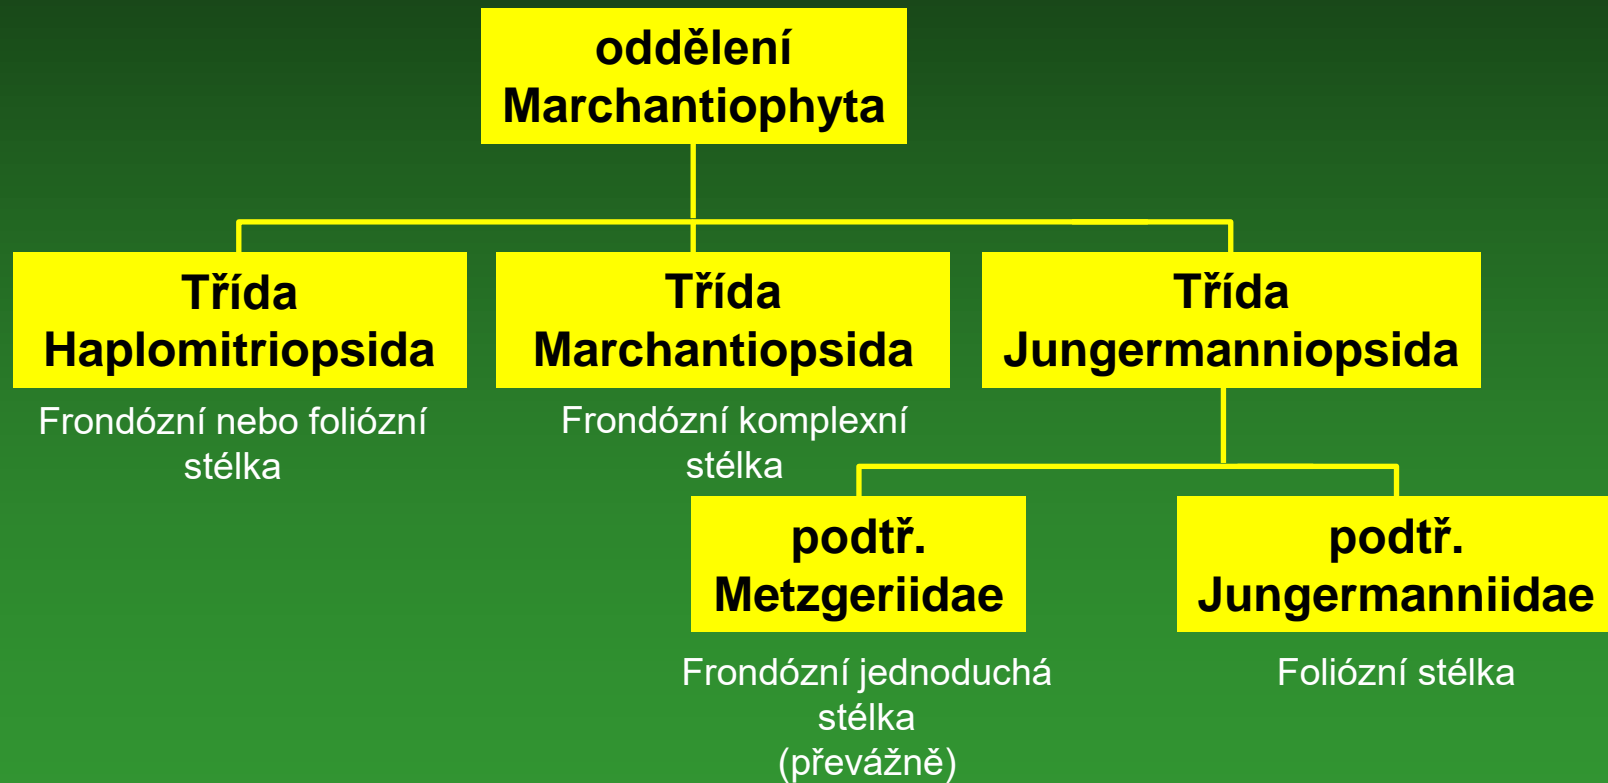 oddělení
Marchantiophyta
Třída
Haplomitriopsida
Třída
Marchantiopsida
Třída
Jungermanniopsida
Frondózní nebo foliózní
stélka
Frondózní komplexní
stélka
podtř.
Metzgeriidae
podtř.
Jungermanniidae
Frondózní jednoduchá
stélka
(převážně)
Foliózní stélka